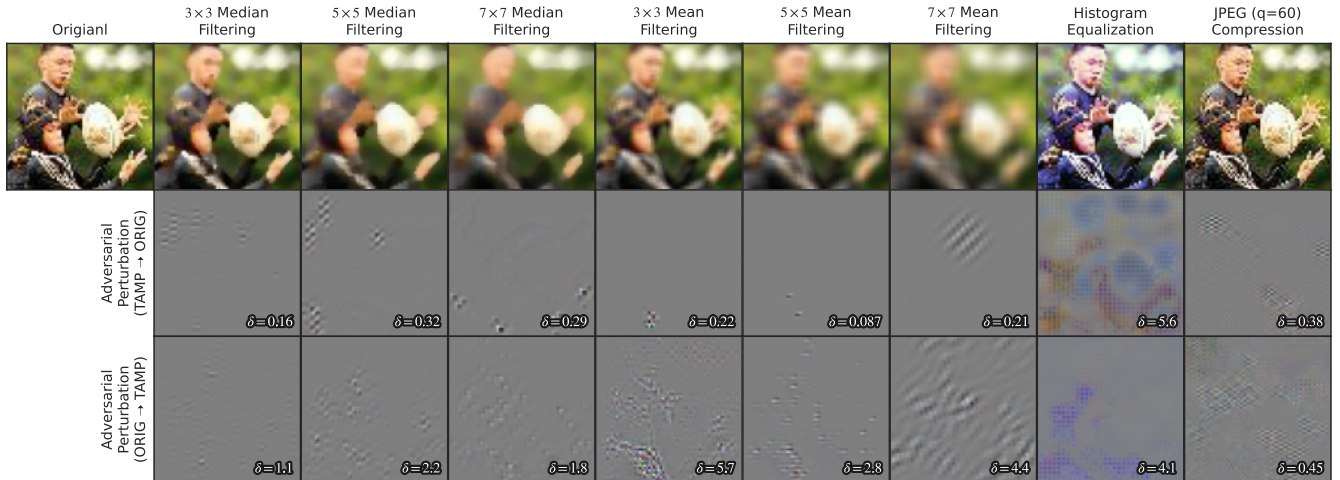 Origianl
3×3 Median
Filtering
5×5 Median
Filtering
7×7 Median
Filtering
3×3 Mean
Filtering
5×5 Mean
Filtering
7×7 Mean
Filtering
Histogram
Equalization
JPEG (q=60)
Compression
Adversarial
Perturbation
(TAMP → ORIG)
δ=0.16
δ=0.32
δ=0.29
δ=0.22
δ=0.087
δ=0.21
δ=5.6
δ=0.38
Adversarial
Perturbation
(ORIG → TAMP)
δ=1.1
δ=2.2
δ=1.8
δ=5.7
δ=2.8
δ=4.4
δ=4.1
δ=0.45